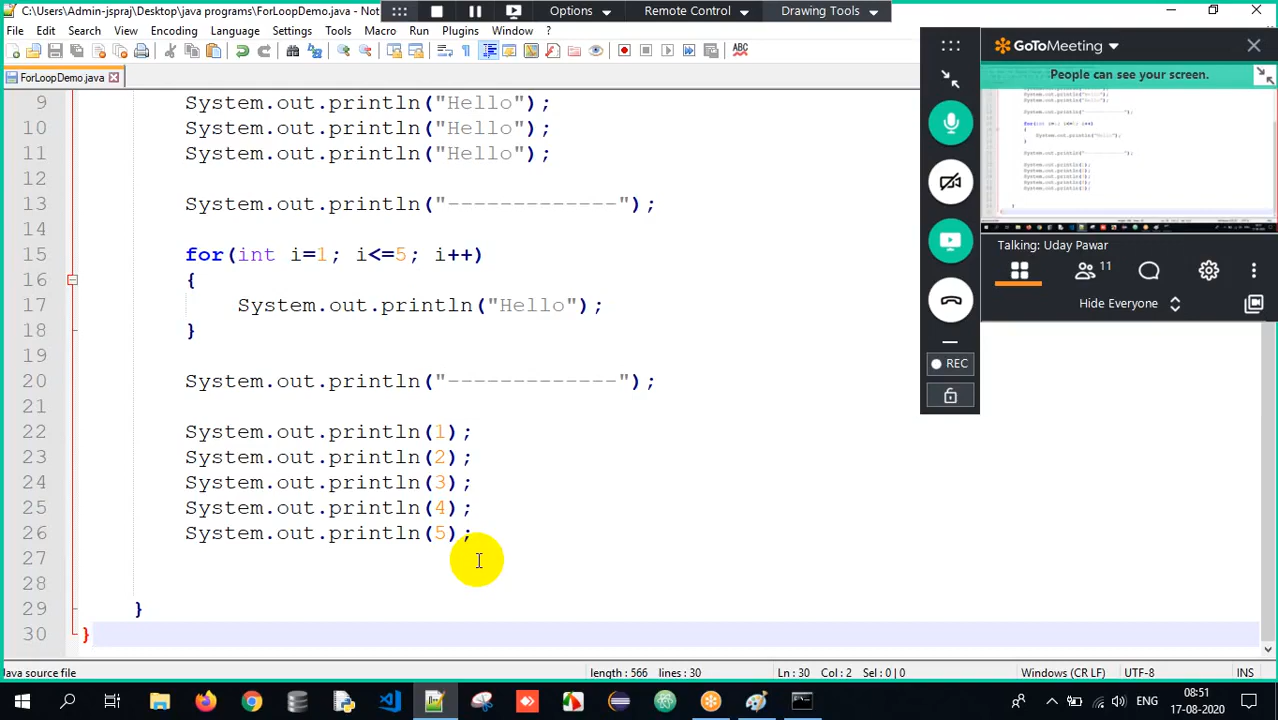 C:\Users\Admin-jspraj\Desktop\java programs\ForLoopDemo.java - Not
Options
Remote Control
Drawing Tools
File Edit Search View Encoding Language Settings Tools Macro Run Plugins Window ?
ForLoopDemo.java
9 System.out.println("Hello");
10 System.out.println("Hello");
11 System.out.println("Hello");
12
13 System.out.println("-------------");
14
15 for(int i=1; i<=5; i++)
16 {
17 System.out.println("Hello");
18 }
19
20 System.out.println("-------------");
21
22 System.out.println(1);
23 System.out.println(2);
24 System.out.println(3);
25 System.out.println(4);
26 System.out.println(5);
27
28
29 }
30 }
GoToMeeting
People can see your screen.
Talking: Uday Pawar
11
Hide Everyone
REC
Java source file length : 566 lines : 30 Ln : 30 Col : 2 Sel : 0 | 0 Windows (CR LF) UTF-8 INS
ENG
08:51
17-08-2020